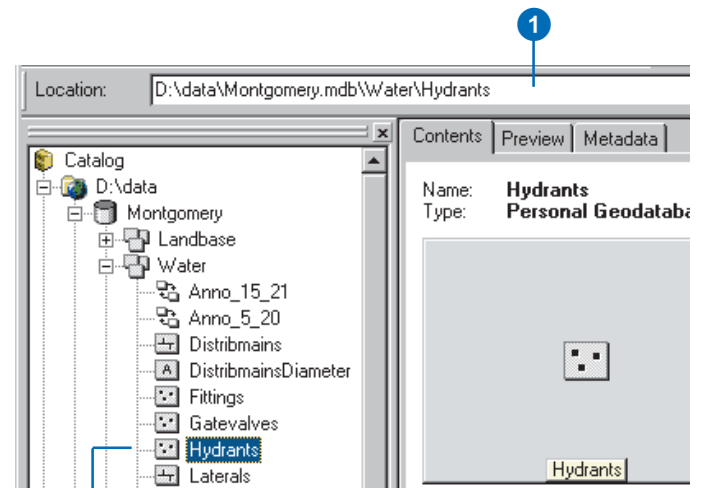 1
Location: D:\data\Montgomery.mdb\Water\Hydrants
Catalog
D:\data
Montgomery
Landbase
Water
Anno_15_21
Anno_5_20
Distribmains
A DistribmainsDiameter
Fittings
Gatevalves
Hydrants
Laterals
Contents Preview Metadata
Name: Hydrants
Type: Personal Geodataba
Hydrants